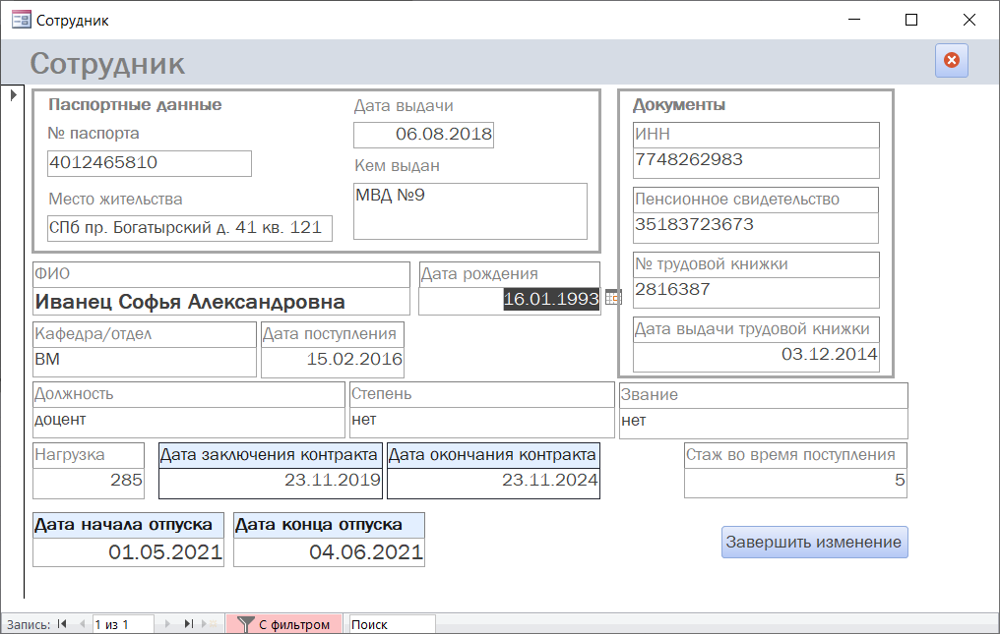 Сотрудник
Сотрудник
Паспортные данные
№ паспорта
4012465810
Место жительства
СПб пр. Богатырский д. 41 кв. 121
Дата выдачи
06.08.2018
Кем выдан
МВД №9
Документы
ИНН
7748262983
Пенсионное свидетельство
35183723673
№ трудовой книжки
2816387
Дата выдачи трудовой книжки
03.12.2014
ФИО
Иванец Софья Александровна
Дата рождения
16.01.1993
Кафедра/отдел
ВМ
Дата поступления
15.02.2016
Должность
доцент
Степень
нет
Звание
нет
Нагрузка
285
Дата заключения контракта
23.11.2019
Дата окончания контракта
23.11.2024
Стаж во время поступления
5
Дата начала отпуска
01.05.2021
Дата конца отпуска
04.06.2021
Завершить изменение
Запись: 1 из 1 С фильтром Поиск